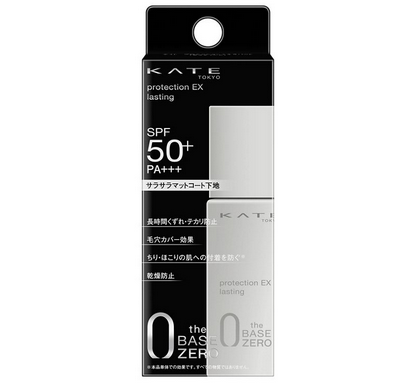 KATE
TOKYO
protection EX
lasting
SPF
50+
PA+++
サラサラマットコート下地
長時間くずれ・テカリ防止
毛穴カバー効果
ちり・ほこりの肌への付着を防ぐ※
乾燥防止
0 the
BASE
ZERO
KATE
TOKYO
protection EX
lasting
0 the
BASE
ZERO